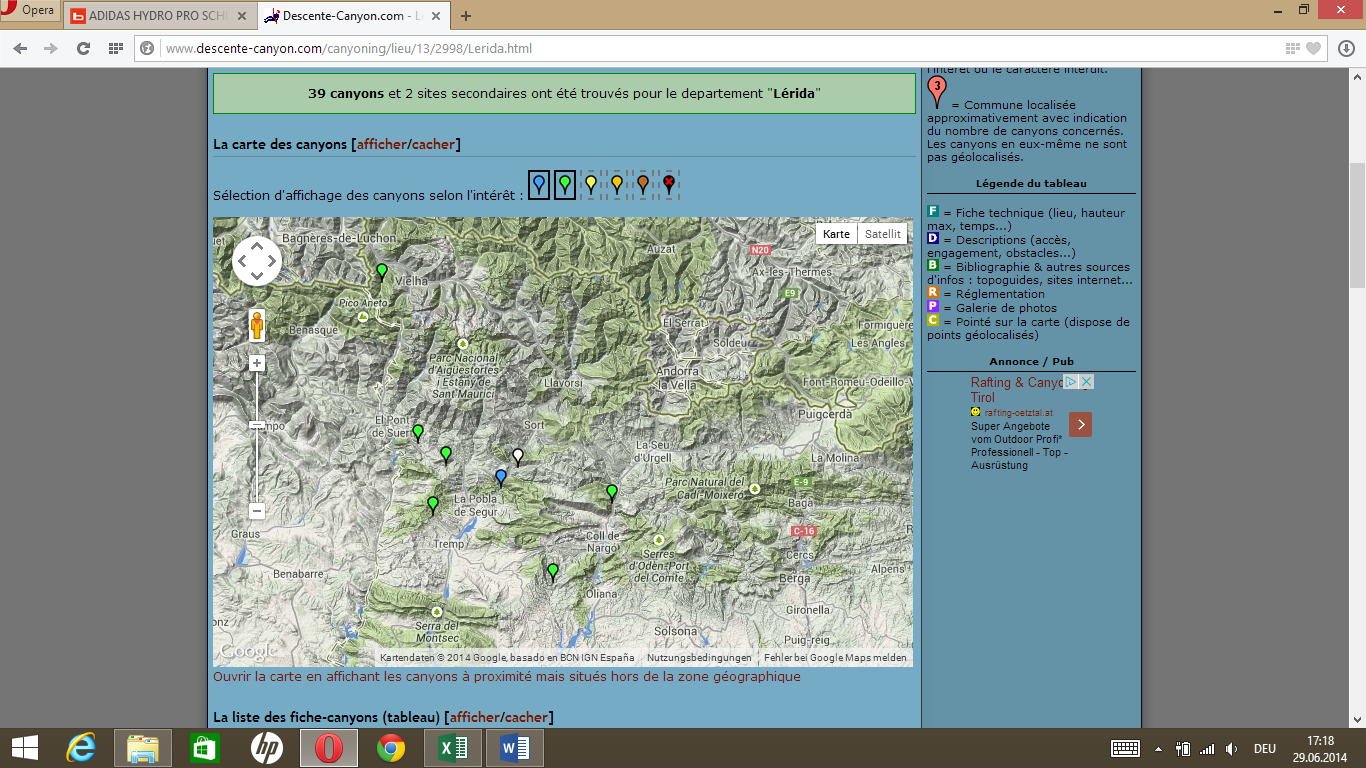 Opera
ADIDAS HYDRO PRO SCH
Descente-Canyon.com - L
www.descente-canyon.com/canyoning/lieu/13/2998/Lerida.html
39 canyons et 2 sites secondaires ont été trouvés pour le departement "Lérida"
La carte des canyons [afficher/cacher]
Sélection d'affichage des canyons selon l'intérêt :
Karte Satellit
Bagnères-de-Luchon
Auzat
N20
Ax-les-Thermes
Vielha
E9
Pico Aneto
Benasque
El Serrat
Soldeu
Formiguère
Les Angles
Parc Nacional
d'Aigüestortes
i Estany de
Sant Maurici
Llavorsí
Andorra
la Vella
Font-Romeu-Odeillo-V
Puigcerdà
El Pont
de Suert
Sort
La Seu
d'Urgell
La Molina
Campo
La Pobla
de Segur
Parc Natural del
Cadí-Moixeró
E-9
Bagà
Graus
Tremp
Coll de
Nargó
C-16
Cercs
Benabarre
Serres
d'Odèn-Port
del Comte
Berga
Alpens
Oliana
Gironella
Serra del
Montsec
Solsona
Puig-reig
onz
Google
Kartendaten © 2014 Google, basado en BCN IGN España Nutzungsbedingungen Fehler bei Google Maps melden
Ouvrir la carte en affichant les canyons à proximité mais situés hors de la zone géographique
La liste des fiche-canyons (tableau) [afficher/cacher]
l'intérêt ou le caractère interdit.
3 = Commune localisée
approximativement avec indication
du nombre de canyons concernés.
Les canyons en eux-même ne sont
pas géolocalisés.
Légende du tableau
F = Fiche technique (lieu, hauteur
max, temps...)
D = Descriptions (accès,
engagement, obstacles...)
B = Bibliographie & autres sources
d'infos : topoguides, sites internet...
R = Réglementation
P = Galerie de photos
C = Pointé sur la carte (dispose de
points géolocalisés)
Annonce / Pub
Rafting & Canyo g
Tirol
rafting-oetztal.at
Super Angebote
vom Outdoor Profi"
Professionell - Top -
Ausrüstung
hp
DEU
17:18
29.06.2014